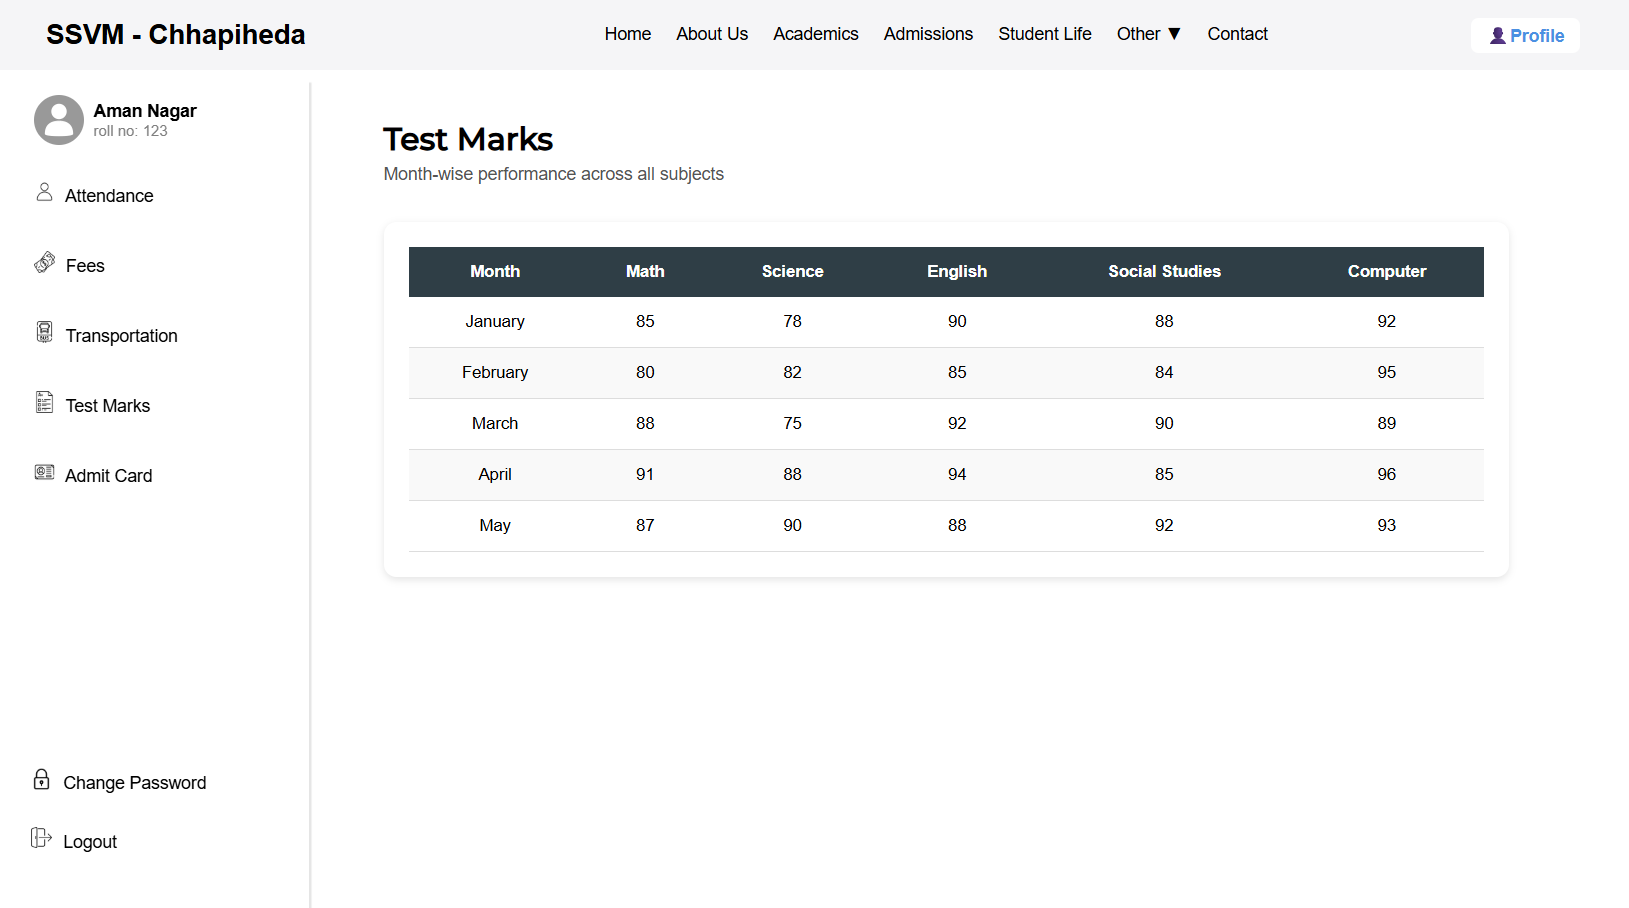 SSVM - Chhapiheda
Home About Us Academics Admissions Student Life Other ▼ Contact
Profile
Aman Nagar
roll no: 123
Attendance
Fees
Transportation
Test Marks
Admit Card
Change Password
Logout
Test Marks
Month-wise performance across all subjects
Month Math Science English Social Studies Computer
January 85 78 90 88 92
February 80 82 85 84 95
March 88 75 92 90 89
April 91 88 94 85 96
May 87 90 88 92 93